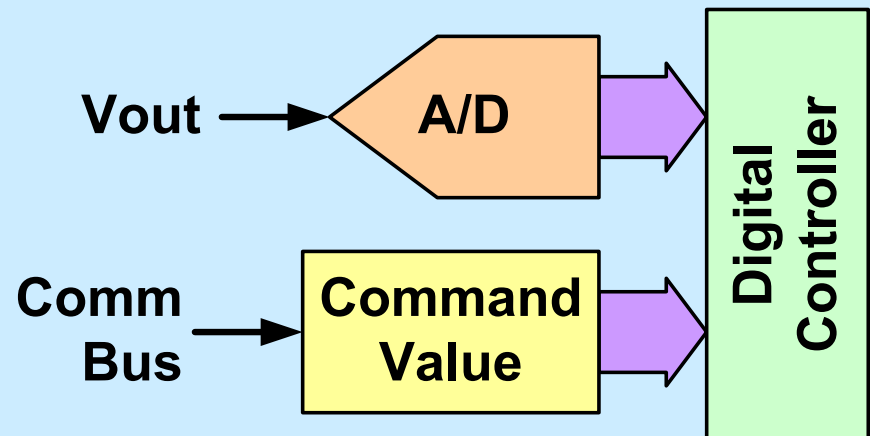 Vout
A/D
Comm
Bus
Command
Value
Digital
Controller